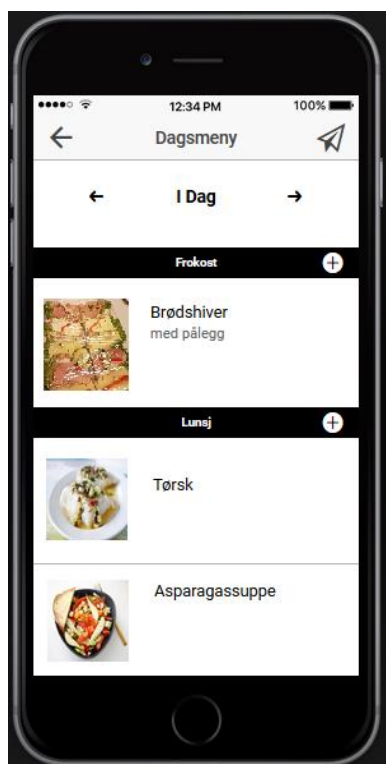 12:34 PM
100%
Dagsmeny
I Dag
Frokost
Brødshiver
med pålegg
Lunsj
Tørsk
Asparagassuppe